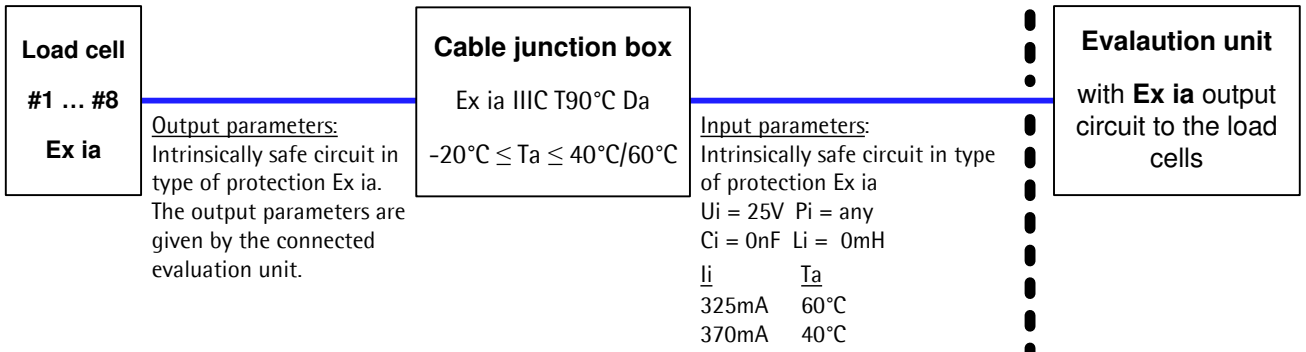 Load cell
#1 … #8
Ex ia
Output parameters:
Intrinsically safe circuit in
type of protection Ex ia.
The output parameters are
given by the connected
evaluation unit.
Cable junction box
Ex ia IIIC T90°C Da
-20°C ≤ Ta ≤ 40°C/60°C
Input parameters:
Intrinsically safe circuit in type
of protection Ex ia
Ui = 25V Pi = any
Ci = 0nF Li = 0mH
Ii Ta
325mA 60°C
370mA 40°C
Evalaution unit
with Ex ia output
circuit to the load
cells